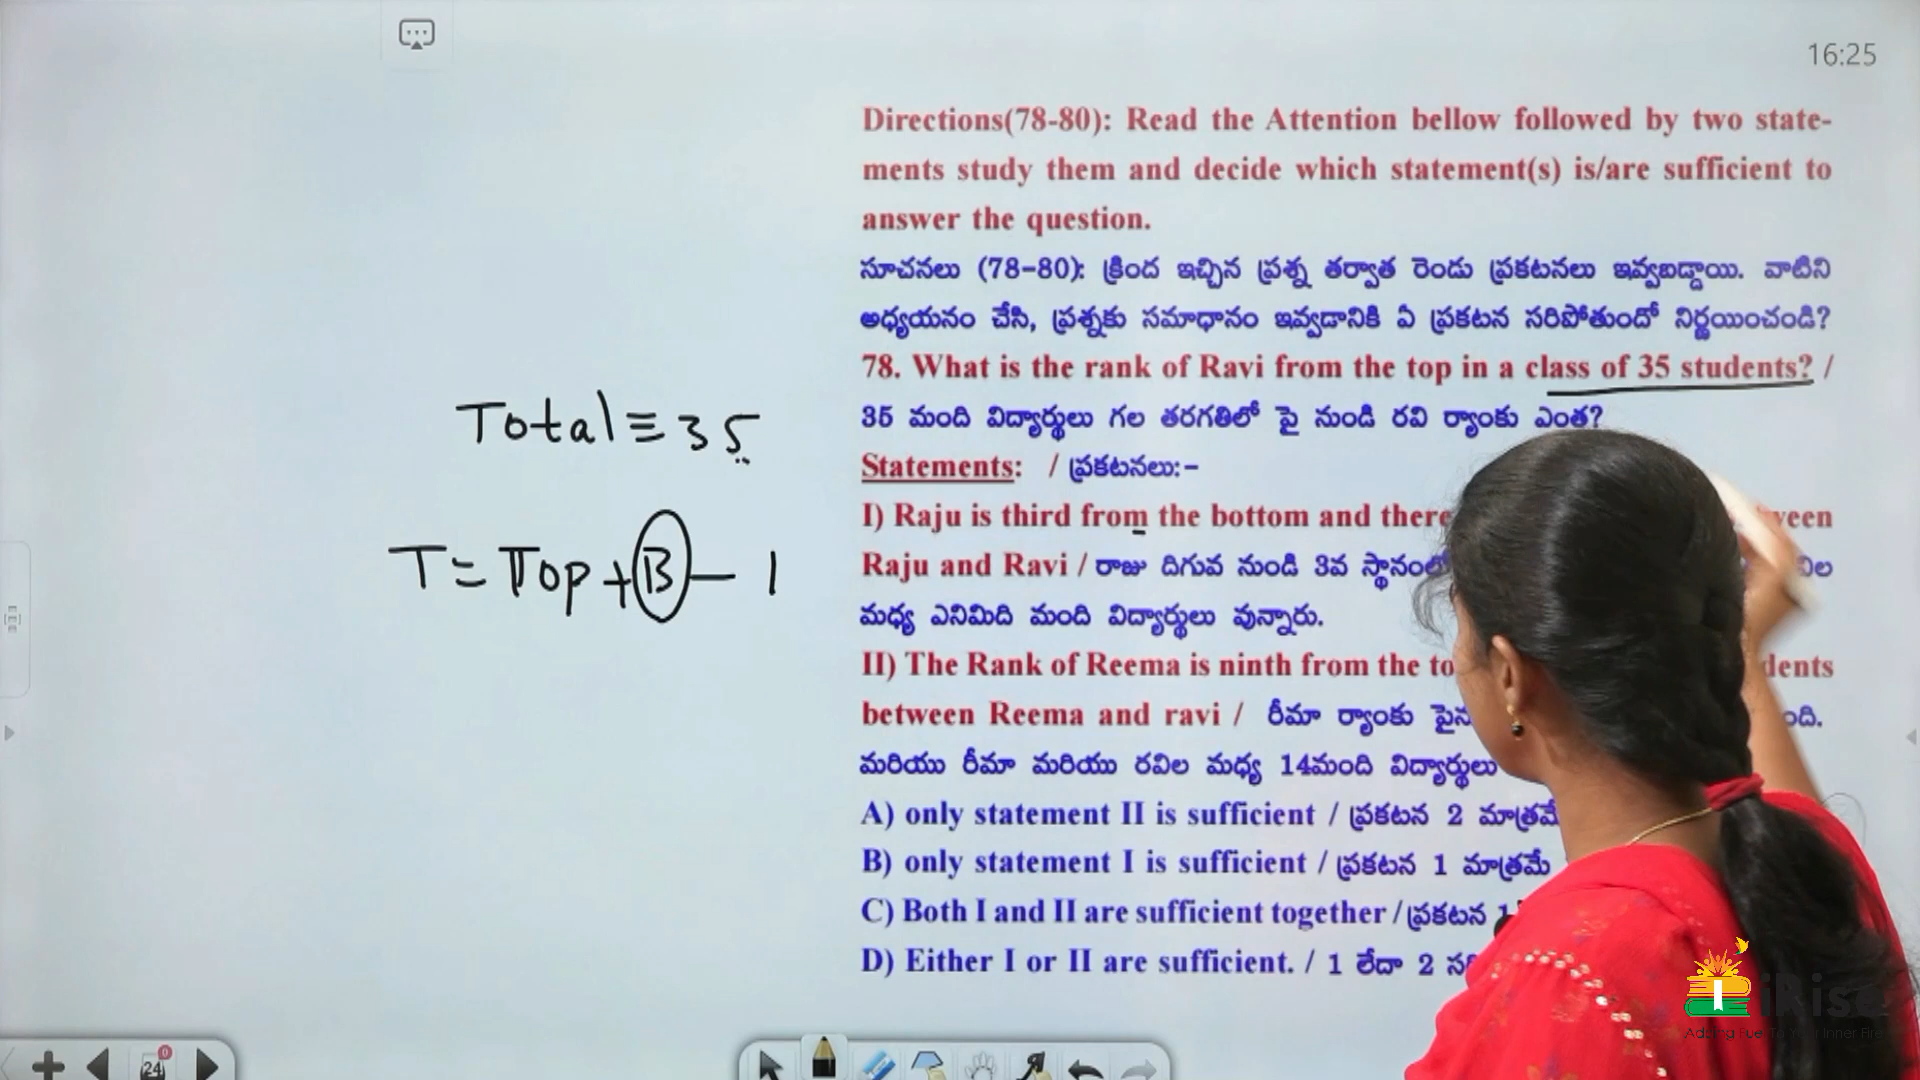 16:25
Directions(78-80): Read the Attention bellow followed by two state-
ments study them and decide which statement(s) is/are sufficient to
answer the question.
సూచనలు (78-80): క్రింద ఇచ్చిన ప్రశ్న తర్వాత రెండు ప్రకటనలు ఇవ్వబడ్డాయి. వాటిని
అధ్యయనం చేసి, ప్రశ్నకు సమాధానం ఇవ్వడానికి ఏ ప్రకటన సరిపోతుందో నిర్ణయించండి?
78. What is the rank of Ravi from the top in a class of 35 students? /
35 మంది విద్యార్థులు గల తరగతిలో పై నుండి రవి ర్యాంకు ఎంత?
Statements: / ప్రకటనలు:-
I) Raju is third from the bottom and there
Raju and Ravi / రాజు దిగువ నుండి 3వ
మధ్య ఎనిమిది మంది విద్యార్థులు వున్నారు.
II) The Rank of Reema is ninth from the
between Reema and ravi / రీమా ర్యాంకు
మరియు రీమా మరియు రవిల మధ్య 14మంది విద్యార్థులు
A) only statement II is sufficient / ప్రకటన 2 మాత్రమే
B) only statement I is sufficient / ప్రకటన 1 మాత్రమే
C) Both I and II are sufficient together / ప్రకటన 1
D) Either I or II are sufficient. / 1 లేదా 2
Total = 35
T = Top + B - 1
24
iRise